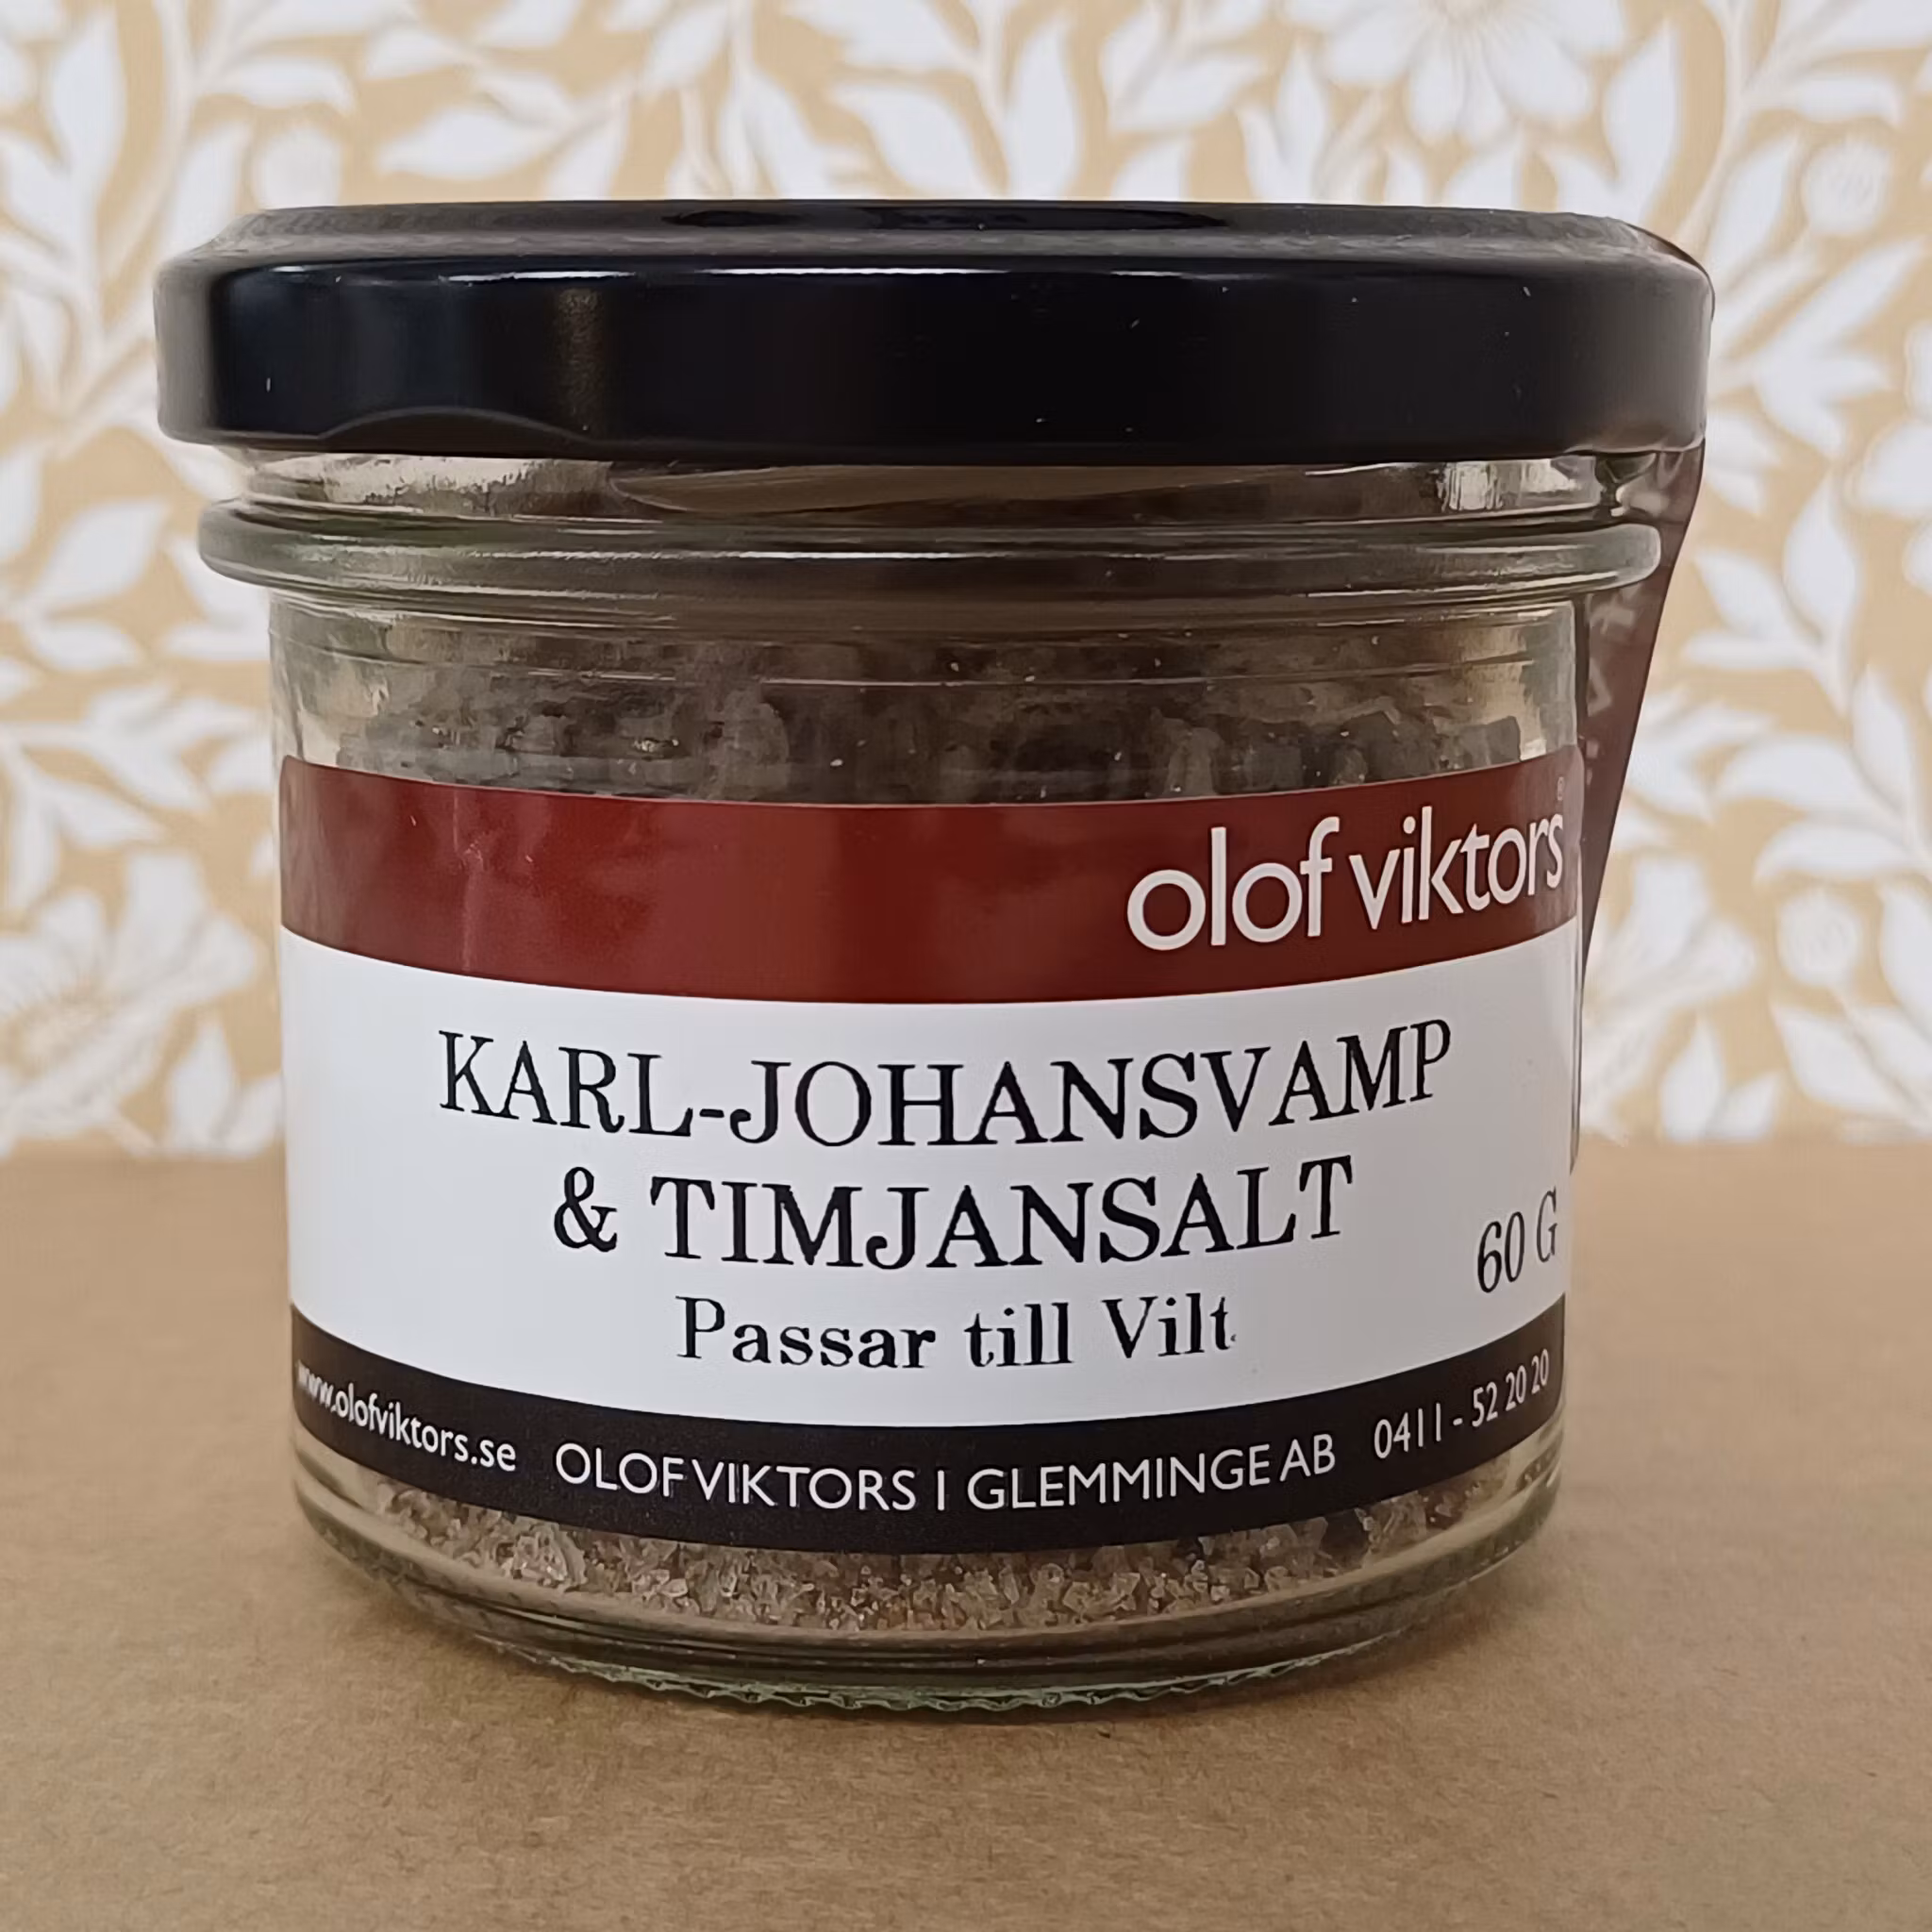 olof viktors®
KARL-JOHANSVAMP
& TIMJANSALT
60 G
Passar till Vilt
www.olofviktors.se OLOF VIKTORS I GLEMMINGE AB 0411 - 52 20 20